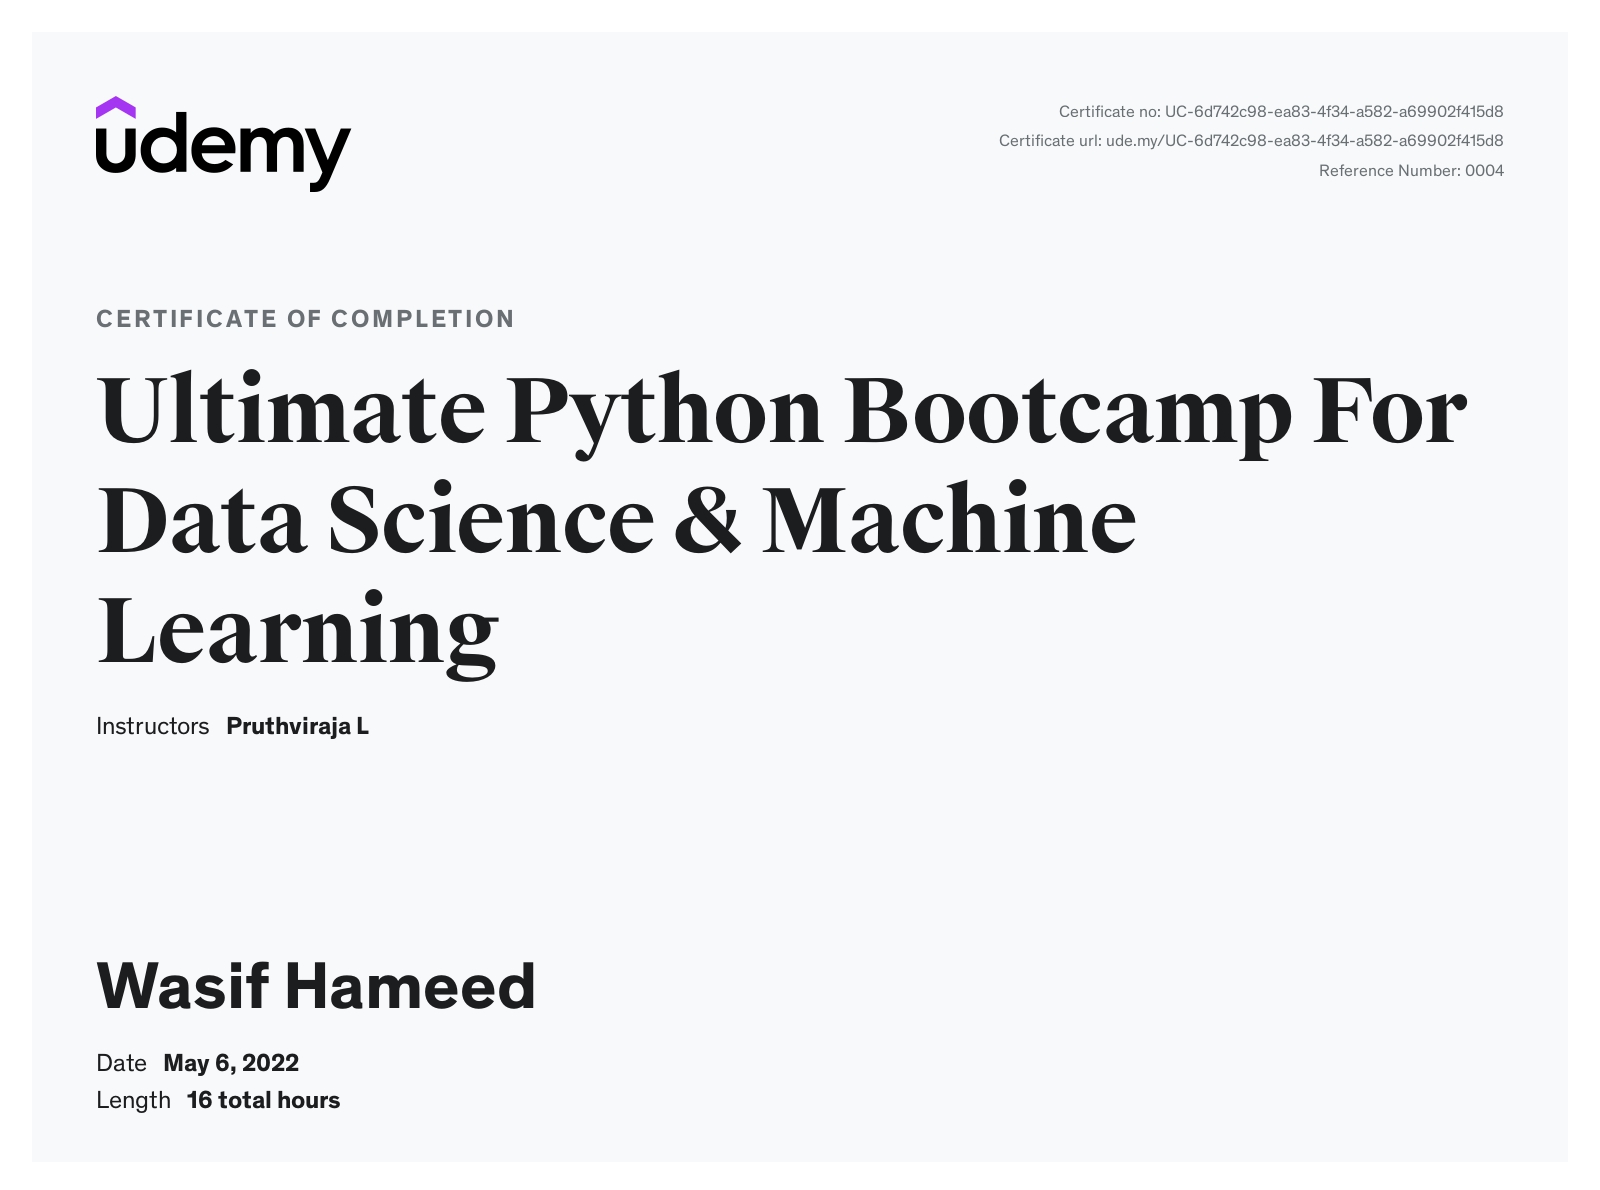 udemy
Certificate no: UC-6d742c98-ea83-4f34-a582-a69902f415d8
Certificate url: ude.my/UC-6d742c98-ea83-4f34-a582-a69902f415d8
Reference Number: 0004
CERTIFICATE OF COMPLETION
Ultimate Python Bootcamp For
Data Science & Machine
Learning
Instructors Pruthviraja L
Wasif Hameed
Date May 6, 2022
Length 16 total hours